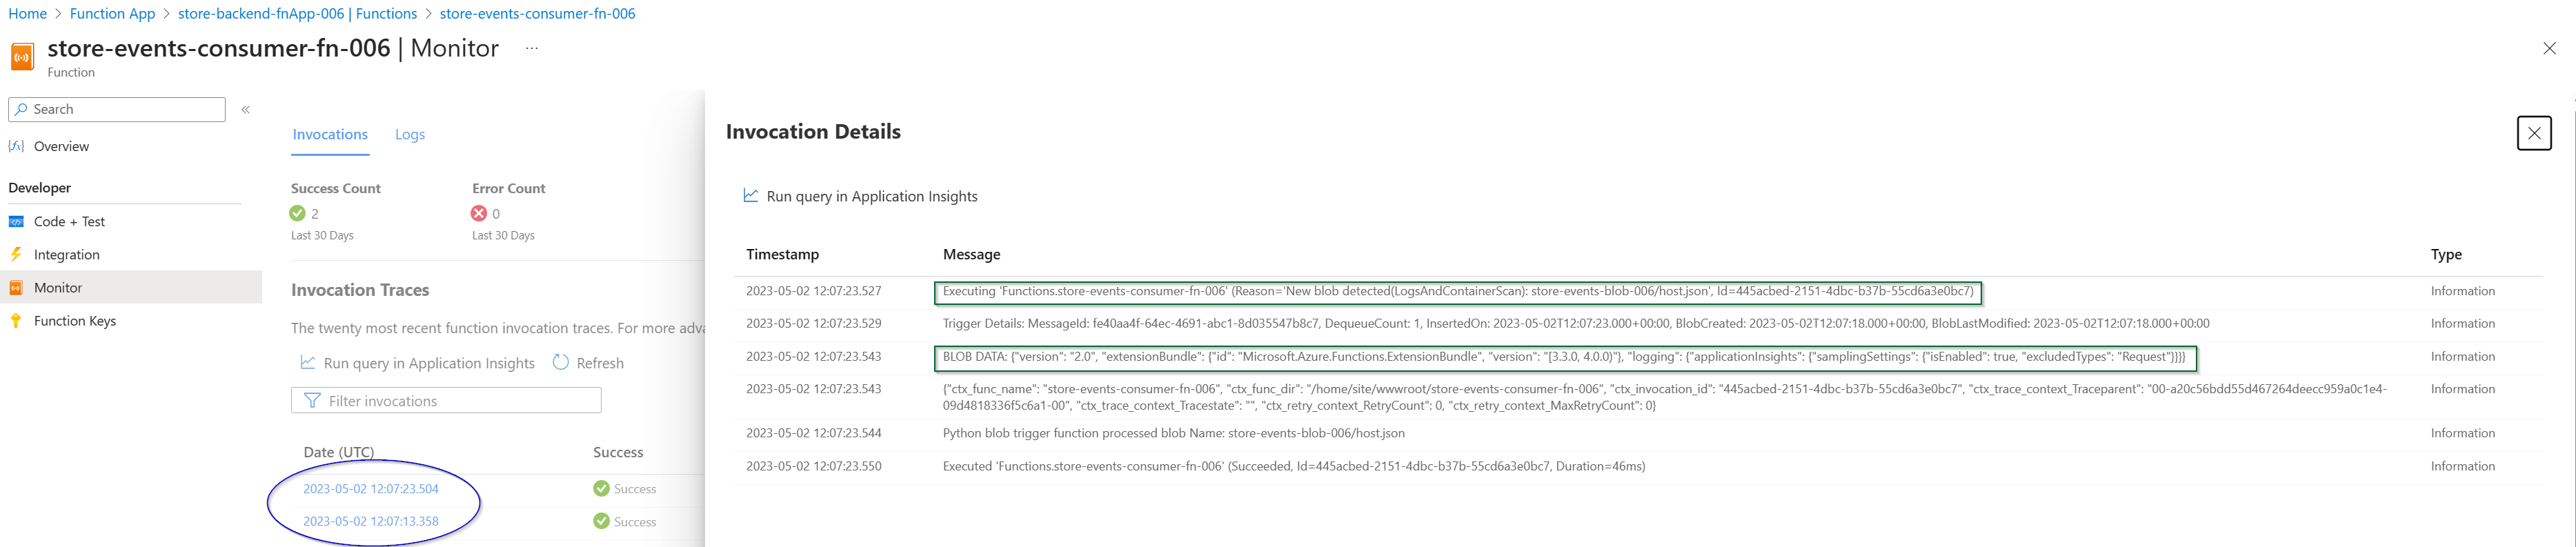 Home > Function App > store-backend-fnApp-006 | Functions > store-events-consumer-fn-006
store-events-consumer-fn-006 | Monitor ...
Function
Search
Overview
Developer
Code + Test
Integration
Monitor
Function Keys
Invocations Logs
Success Count Error Count
2 0
Last 30 Days Last 30 Days
Invocation Traces
The twenty most recent function invocation traces. For more adva
Run query in Application Insights Refresh
Filter invocations
Date (UTC) Success
2023-05-02 12:07:23.504 Success
2023-05-02 12:07:13.358 Success
Invocation Details
Run query in Application Insights
Timestamp Message Type
2023-05-02 12:07:23.527 Executing 'Functions.store-events-consumer-fn-006' (Reason='New blob detected(LogsAndContainerScan): store-events-blob-006/host.json', Id=445acbed-2151-4dbc-b37b-55cd6a3e0bc7) Information
2023-05-02 12:07:23.529 Trigger Details: MessageId: fe40aa4f-64ec-4691-abc1-8d035547b8c7, DequeueCount: 1, InsertedOn: 2023-05-02T12:07:23.000+00:00, BlobCreated: 2023-05-02T12:07:18.000+00:00, BlobLastModified: 2023-05-02T12:07:18.000+00:00 Information
2023-05-02 12:07:23.543 BLOB DATA: {"version": "2.0", "extensionBundle": {"id": "Microsoft.Azure.Functions.ExtensionBundle", "version": "[3.3.0, 4.0.0)"}, "logging": {"applicationInsights": {"samplingSettings": {"isEnabled": true, "excludedTypes": "Request"}}}} Information
2023-05-02 12:07:23.543 {"ctx_func_name": "store-events-consumer-fn-006", "ctx_func_dir": "/home/site/wwwroot/store-events-consumer-fn-006", "ctx_invocation_id": "445acbed-2151-4dbc-b37b-55cd6a3e0bc7", "ctx_trace_context_Traceparent": "00-a20c56bdd55d467264deecc959a0c1e4- Information
09d4818336f5c6a1-00", "ctx_trace_context_Tracestate": "", "ctx_retry_context_RetryCount": 0, "ctx_retry_context_MaxRetryCount": 0}
2023-05-02 12:07:23.544 Python blob trigger function processed blob Name: store-events-blob-006/host.json Information
2023-05-02 12:07:23.550 Executed 'Functions.store-events-consumer-fn-006' (Succeeded, Id=445acbed-2151-4dbc-b37b-55cd6a3e0bc7, Duration=46ms) Information